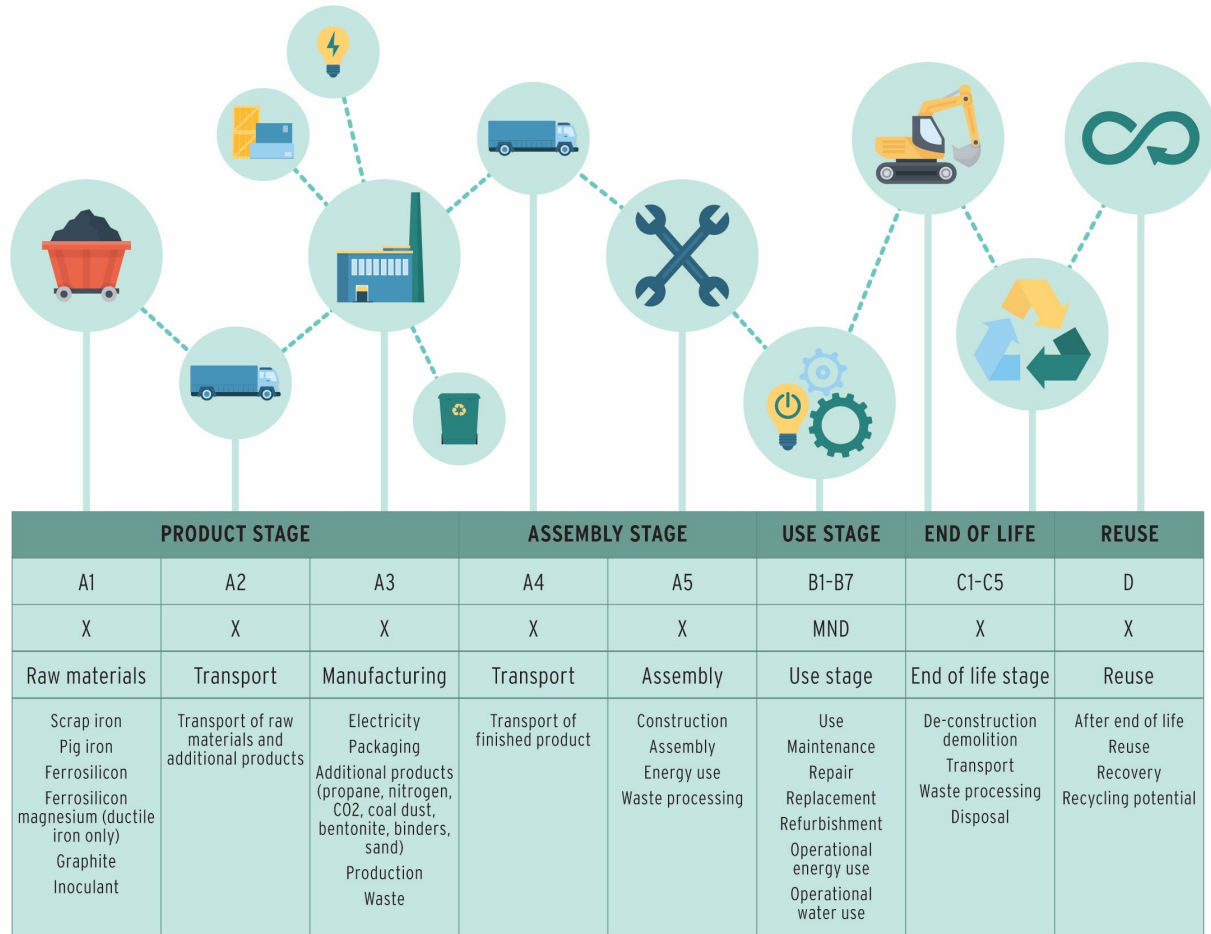 PRODUCT STAGE
ASSEMBLY STAGE
USE STAGE
END OF LIFE
REUSE
A1
A2
A3
A4
A5
B1-B7
C1-C5
D
X
X
X
X
X
MND
X
X
Raw materials
Transport
Manufacturing
Transport
Assembly
Use stage
End of life stage
Reuse
Scrap iron
Pig iron
Ferrosilicon
Ferrosilicon
magnesium (ductile
iron only)
Graphite
Inoculant
Transport of raw
materials and
additional products
Electricity
Packaging
Additional products
(propane, nitrogen,
CO2, coal dust,
bentonite, binders,
sand)
Production
Waste
Transport of
finished product
Construction
Assembly
Energy use
Waste processing
Use
Maintenance
Repair
Replacement
Refurbishment
Operational
energy use
Operational
water use
De-construction
demolition
Transport
Waste processing
Disposal
After end of life
Reuse
Recovery
Recycling potential